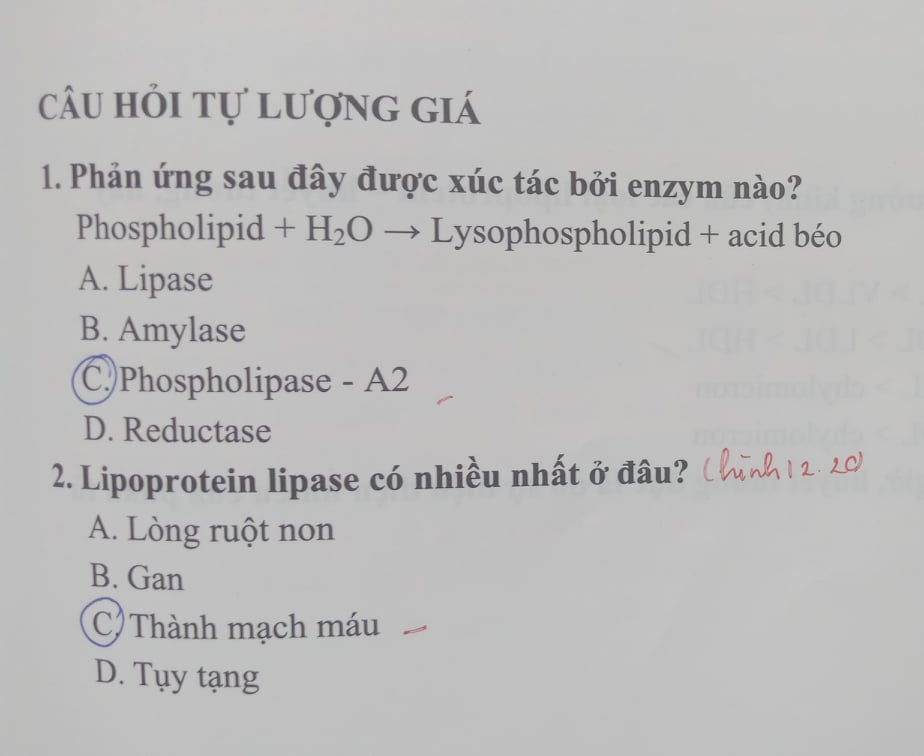 CÂU HỎI TỰ LƯỢNG GIÁ
1. Phản ứng sau đây được xúc tác bởi enzym nào?
Phospholipid + H₂O → Lysophospholipid + acid béo
A. Lipase
B. Amylase
C. Phospholipase - A2
D. Reductase
2. Lipoprotein lipase có nhiều nhất ở đâu? (hình 12.20
A. Lòng ruột non
B. Gan
C. Thành mạch máu
D. Tụy tạng